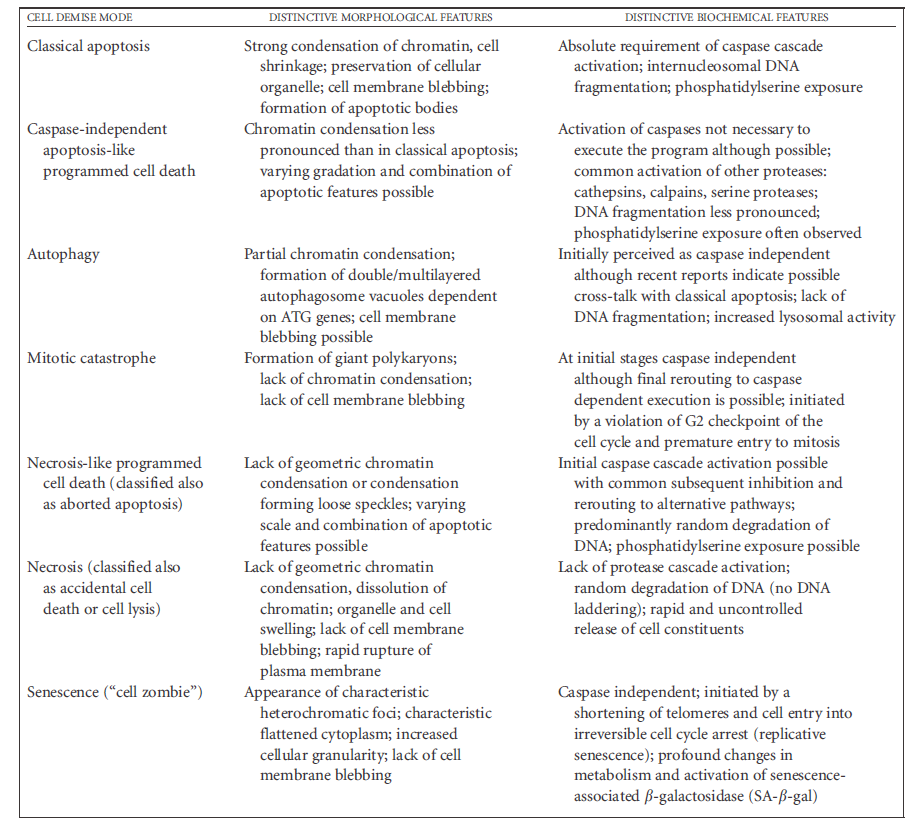 CELL DEMISE MODE DISTINCTIVE MORPHOLOGICAL FEATURES DISTINCTIVE BIOCHEMICAL FEATURES
Classical apoptosis
Strong condensation of chromatin, cell
shrinkage; preservation of cellular
organelle; cell membrane blebbing;
formation of apoptotic bodies
Absolute requirement of caspase cascade
activation; internucleosomal DNA
fragmentation; phosphatidylserine exposure
Caspase-independent
apoptosis-like
programmed cell death
Chromatin condensation less
pronounced than in classical apoptosis;
varying gradation and combination of
apoptotic features possible
Activation of caspases not necessary to
execute the program although possible;
common activation of other proteases:
cathepsins, calpains, serine proteases;
DNA fragmentation less pronounced;
phosphatidylserine exposure often observed
Autophagy
Partial chromatin condensation;
formation of double/multilayered
autophagosome vacuoles dependent
on ATG genes; cell membrane
blebbing possible
Initially perceived as caspase independent
although recent reports indicate possible
cross-talk with classical apoptosis; lack of
DNA fragmentation; increased lysosomal activity
Mitotic catastrophe
Formation of giant polykaryons;
lack of chromatin condensation;
lack of cell membrane blebbing
At initial stages caspase independent
although final rerouting to caspase
dependent execution is possible; initiated
by a violation of G2 checkpoint of the
cell cycle and premature entry to mitosis
Necrosis-like programmed
cell death (classified also
as aborted apoptosis)
Lack of geometric chromatin
condensation or condensation
forming loose speckles; varying
scale and combination of apoptotic
features possible
Initial caspase cascade activation possible
with common subsequent inhibition and
rerouting to alternative pathways;
predominantly random degradation of
DNA; phosphatidylserine exposure possible
Necrosis (classified also
as accidental cell
death or cell lysis)
Lack of geometric chromatin
condensation, dissolution of
chromatin; organelle and cell
swelling; lack of cell membrane
blebbing; rapid rupture of
plasma membrane
Lack of protease cascade activation;
random degradation of DNA (no DNA
laddering); rapid and uncontrolled
release of cell constituents
Senescence (“cell zombie”)
Appearance of characteristic
heterochromatic foci; characteristic
flattened cytoplasm; increased
cellular granularity; lack of cell
membrane blebbing
Caspase independent; initiated by a
shortening of telomeres and cell entry into
irreversible cell cycle arrest (replicative
senescence); profound changes in
metabolism and activation of senescence-
associated β-galactosidase (SA-β-gal)